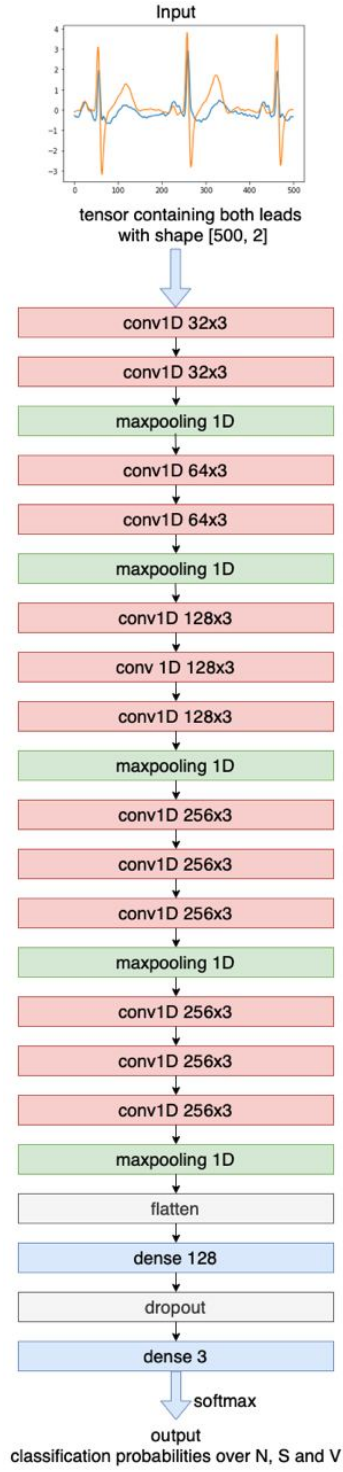 Input
4
3
2
1
0
−1
−2
−3
0 100 200 300 400 500
tensor containing both leads
with shape [500, 2]
conv1D 32x3
conv1D 32x3
maxpooling 1D
conv1D 64x3
conv1D 64x3
maxpooling 1D
conv1D 128x3
conv 1D 128x3
conv1D 128x3
maxpooling 1D
conv1D 256x3
conv1D 256x3
conv1D 256x3
maxpooling 1D
conv1D 256x3
conv1D 256x3
conv1D 256x3
maxpooling 1D
flatten
dense 128
dropout
dense 3
softmax
output
classification probabilities over N, S and V